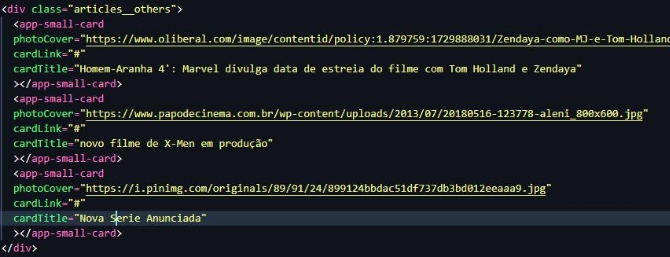 <div class="articles__others">
<app-small-card
photoCover="https://www.oliberal.com/image/contentid/policy:1.879759:1729888031/Zendaya-como-MJ-e-Tom-Holland
cardLink="#"
cardTitle="Homem-Aranha 4': Marvel divulga data de estreia do filme com Tom Holland e Zendaya"
></app-small-card>
<app-small-card
photoCover="https://www.papodecinema.com.br/wp-content/uploads/2013/07/20180516-123778-aleni_800x600.jpg"
cardLink="#"
cardTitle="novo filme de X-Men em produção"
></app-small-card>
<app-small-card
photoCover="https://i.pinimg.com/originals/89/91/24/899124bbdac51df737db3bd012eeaaa9.jpg"
cardLink="#"
cardTitle="Nova Serie Anunciada"
></app-small-card>
</div>